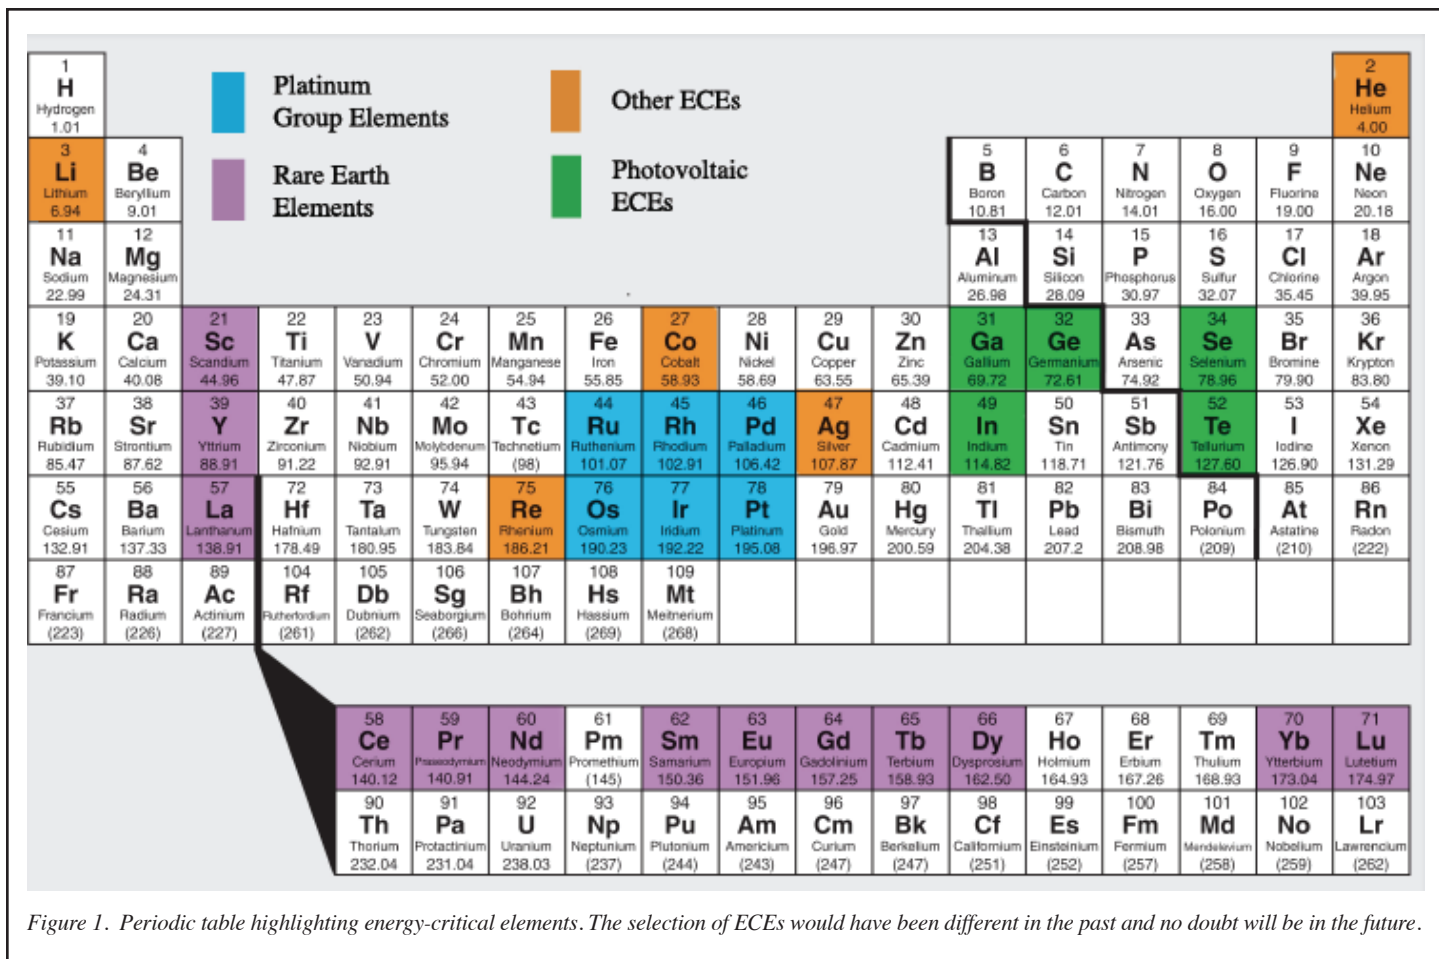 Platinum
Group Elements
Other ECEs
Rare Earth
Elements
Photovoltaic
ECEs
1 2
H He
Hydrogen Helium
1.01 4.00
3 4 5 6 7 8 9 10
Li Be B C N O F Ne
Lithium Beryllium Boron Carbon Nitrogen Oxygen Fluorine Neon
6.94 9.01 10.81 12.01 14.01 16.00 19.00 20.18
11 12 13 14 15 16 17 18
Na Mg Al Si P S Cl Ar
Sodium Magnesium Aluminum Silicon Phosphorus Sulfur Chlorine Argon
22.99 24.31 26.98 28.09 30.97 32.07 35.45 39.95
19 20 21 22 23 24 25 26 27 28 29 30 31 32 33 34 35 36
K Ca Sc Ti V Cr Mn Fe Co Ni Cu Zn Ga Ge As Se Br Kr
Potassium Calcium Scandium Titanium Vanadium Chromium Manganese Iron Cobalt Nickel Copper Zinc Gallium Germanium Arsenic Selenium Bromine Krypton
39.10 40.08 44.96 47.87 50.94 52.00 54.94 55.85 58.93 58.69 63.55 65.39 69.72 72.61 74.92 78.96 79.90 83.80
37 38 39 40 41 42 43 44 45 46 47 48 49 50 51 52 53 54
Rb Sr Y Zr Nb Mo Tc Ru Rh Pd Ag Cd In Sn Sb Te I Xe
Rubidium Strontium Yttrium Zirconium Niobium Molybdenum Technetium Ruthenium Rhodium Palladium Silver Cadmium Indium Tin Antimony Tellurium Iodine Xenon
85.47 87.62 88.91 91.22 92.91 95.94 (98) 101.07 102.91 106.42 107.87 112.41 114.82 118.71 121.76 127.60 126.90 131.29
55 56 57 72 73 74 75 76 77 78 79 80 81 82 83 84 85 86
Cs Ba La Hf Ta W Re Os Ir Pt Au Hg Tl Pb Bi Po At Rn
Cesium Barium Lanthanum Hafnium Tantalum Tungsten Rhenium Osmium Iridium Platinum Gold Mercury Thallium Lead Bismuth Polonium Astatine Radon
132.91 137.33 138.91 178.49 180.95 183.84 186.21 190.23 192.22 195.08 196.97 200.59 204.38 207.2 208.98 (209) (210) (222)
87 88 89 104 105 106 107 108 109
Fr Ra Ac Rf Db Sg Bh Hs Mt
Francium Radium Actinium Rutherfordium Dubnium Seaborgium Bohrium Hassium Meitnerium
(223) (226) (227) (261) (262) (266) (264) (269) (268)
58 59 60 61 62 63 64 65 66 67 68 69 70 71
Ce Pr Nd Pm Sm Eu Gd Tb Dy Ho Er Tm Yb Lu
Cerium Praseodymium Neodymium Promethium Samarium Europium Gadolinium Terbium Dysprosium Holmium Erbium Thulium Ytterbium Lutetium
140.12 140.91 144.24 (145) 150.36 151.96 157.25 158.93 162.50 164.93 167.26 168.93 173.04 174.97
90 91 92 93 94 95 96 97 98 99 100 101 102 103
Th Pa U Np Pu Am Cm Bk Cf Es Fm Md No Lr
Thorium Protactinium Uranium Neptunium Plutonium Americium Curium Berkelium Californium Einsteinium Fermium Mendelevium Nobelium Lawrencium
232.04 231.04 238.03 (237) (244) (243) (247) (247) (251) (252) (257) (258) (259) (262)
Figure 1. Periodic table highlighting energy-critical elements. The selection of ECEs would have been different in the past and no doubt will be in the future.